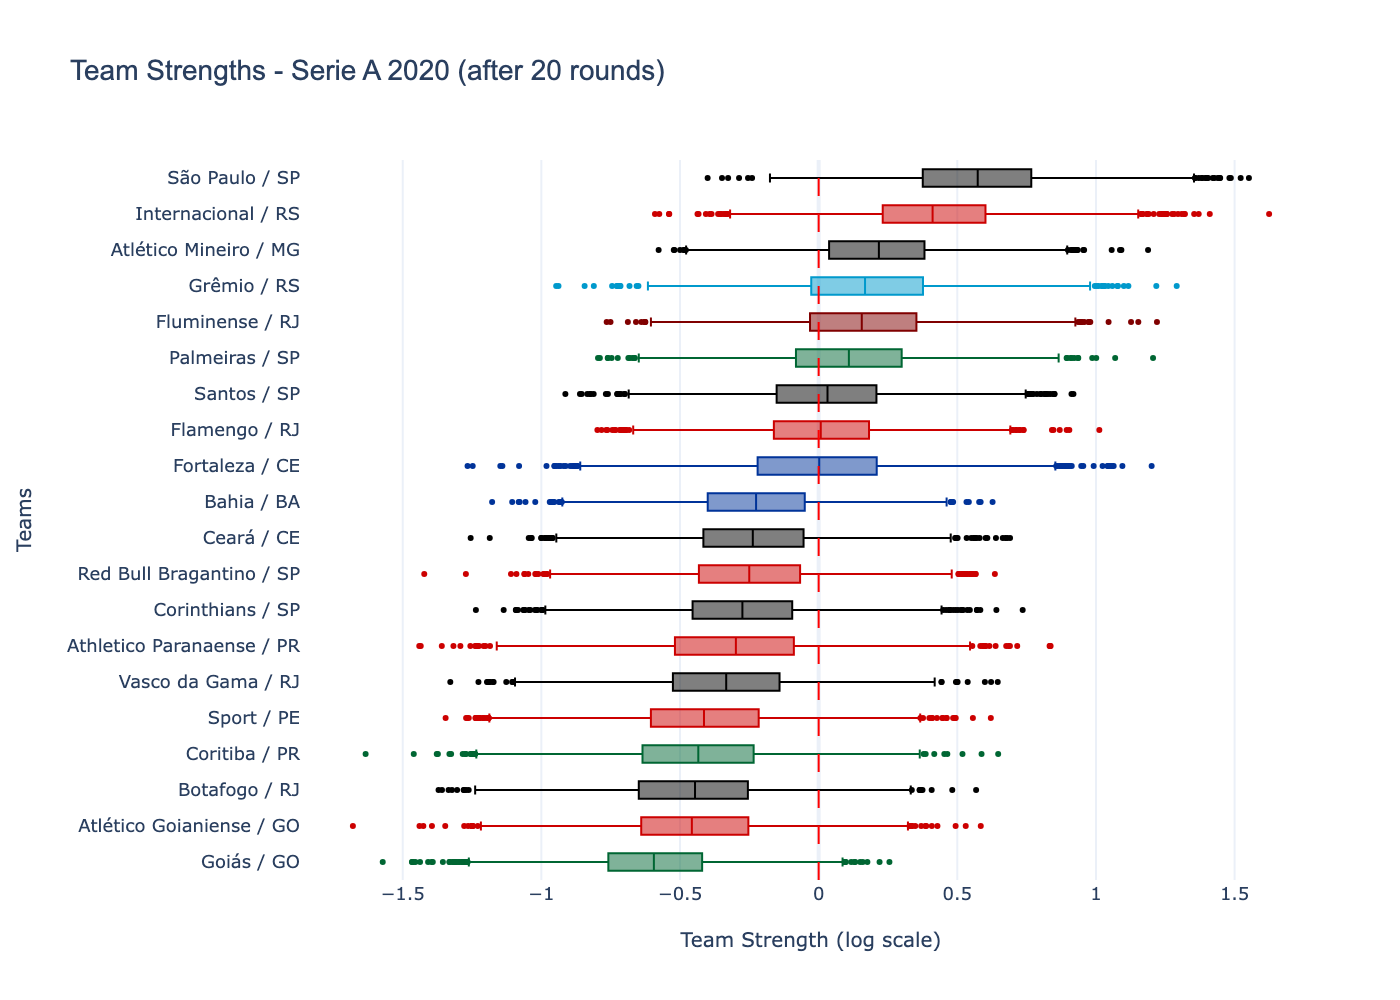 Team Strengths - Serie A 2020 (after 20 rounds)
Teams
São Paulo / SP
Internacional / RS
Atlético Mineiro / MG
Grêmio / RS
Fluminense / RJ
Palmeiras / SP
Santos / SP
Flamengo / RJ
Fortaleza / CE
Bahia / BA
Ceará / CE
Red Bull Bragantino / SP
Corinthians / SP
Athletico Paranaense / PR
Vasco da Gama / RJ
Sport / PE
Coritiba / PR
Botafogo / RJ
Atlético Goianiense / GO
Goiás / GO
−1.5 −1 −0.5 0 0.5 1 1.5
Team Strength (log scale)